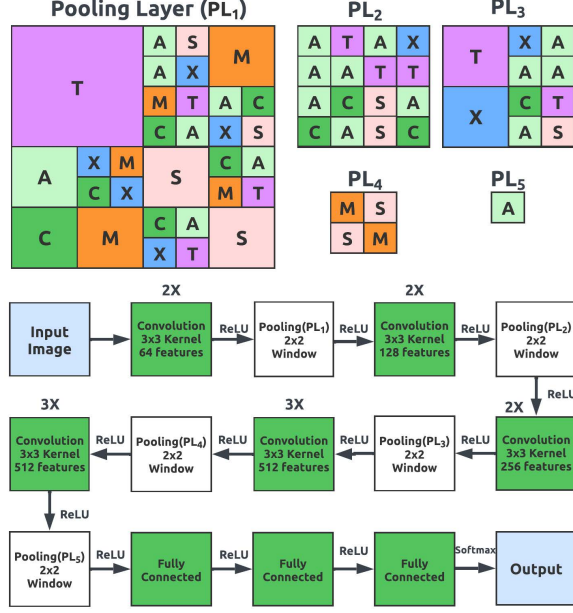 Pooling Layer (PL₁)
T
A S
A X
M
M T A C
C A X S
A
X M
C X
S
C A
M T
C
M
C A
X T
S
PL₂
A T A X
A A T T
A C S A
C A S C
PL₃
T
X A
A A
X
C T
A S
PL₄
M S
S M
PL₅
A
Input
Image
2X
Convolution
3x3 Kernel
64 features
ReLU
Pooling(PL₁)
2x2
Window
ReLU
2X
Convolution
3x3 Kernel
128 features
ReLU
Pooling(PL₂)
2x2
Window
ReLU
2X
Convolution
3x3 Kernel
256 features
ReLU
Pooling(PL₃)
2x2
Window
ReLU
3X
Convolution
3x3 Kernel
512 features
ReLU
Pooling(PL₄)
2x2
Window
ReLU
3X
Convolution
3x3 Kernel
512 features
ReLU
Pooling(PL₅)
2x2
Window
ReLU
Fully
Connected
ReLU
Fully
Connected
ReLU
Fully
Connected
Softmax
Output